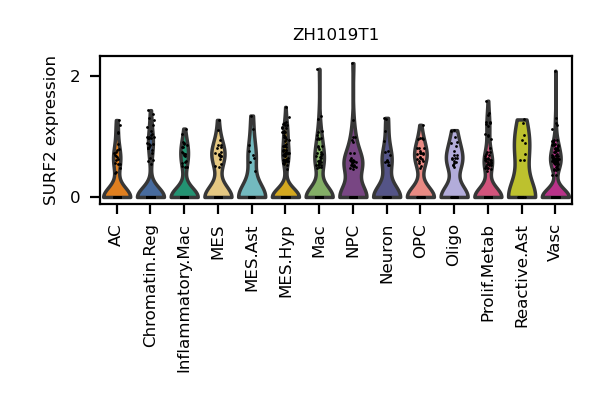 ZH1019T1
SURF2 expression
2
0
AC
Chromatin.Reg
Inflammatory.Mac
MES
MES.Ast
MES.Hyp
Mac
NPC
Neuron
OPC
Oligo
Prolif.Metab
Reactive.Ast
Vasc